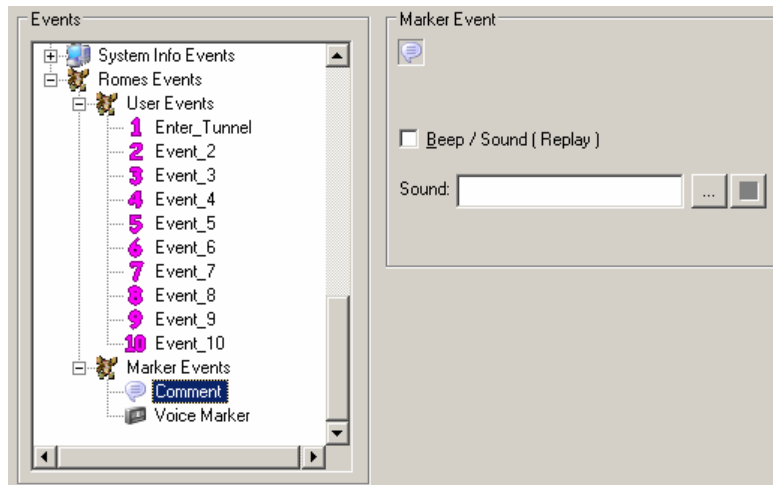 Events
System Info Events
Romes Events
User Events
1 Enter_Tunnel
2 Event_2
3 Event_3
4 Event_4
5 Event_5
6 Event_6
7 Event_7
8 Event_8
9 Event_9
10 Event_10
Marker Events
Comment
Voice Marker
Marker Event
Beep / Sound ( Replay )
Sound:
...